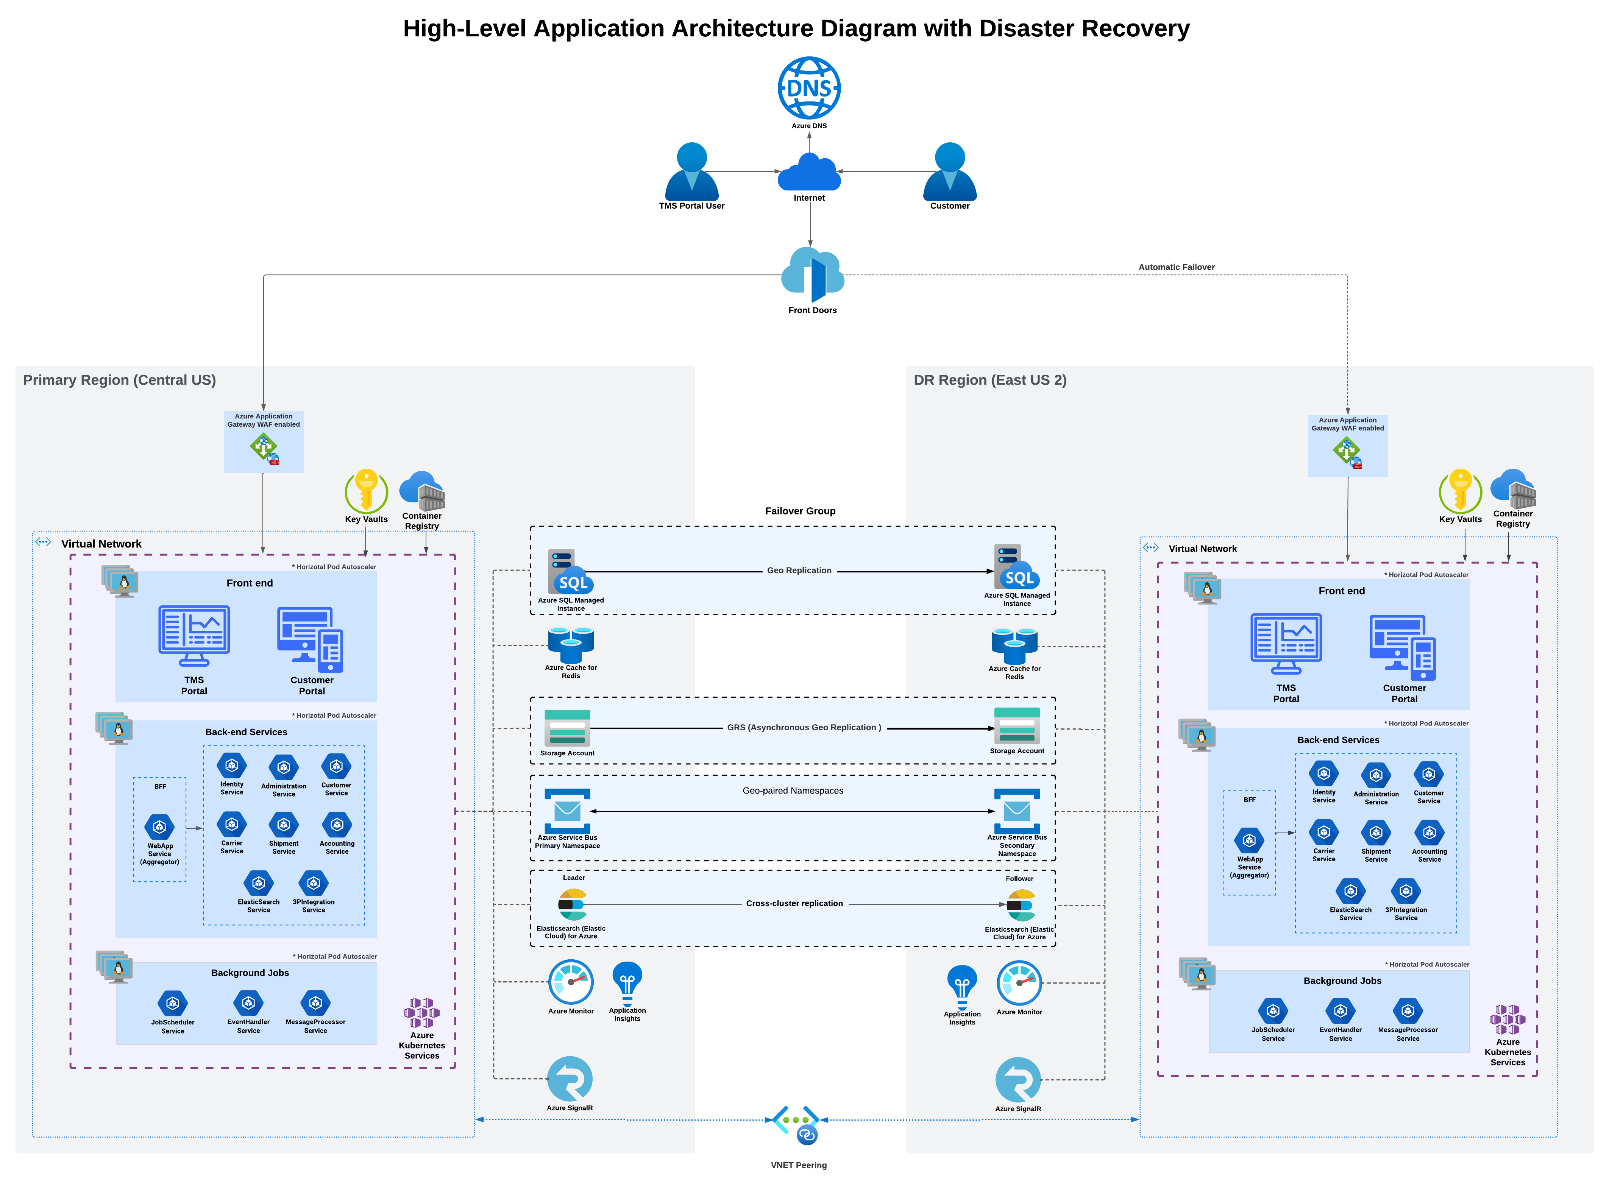 High-Level Application Architecture Diagram with Disaster Recovery
DNS
Azure DNS
TMS Portal User
Internet
Customer
Front Doors
Automatic Failover
Primary Region (Central US)
Azure Application
Gateway WAF enabled
Key Vaults
Container
Registry
Virtual Network
* Horizotal Pod Autoscaler
Front end
TMS
Portal
Customer
Portal
* Horizotal Pod Autoscaler
Back-end Services
BFF
WebApp
Service
(Aggregator)
Identity
Service
Administration
Service
Customer
Service
Carrier
Service
Shipment
Service
Accounting
Service
ElasticSearch
Service
3PIntegration
Service
* Horizotal Pod Autoscaler
Background Jobs
JobScheduler
Service
EventHandler
Service
MessageProcessor
Service
Azure
Kubernetes
Services
Failover Group
SQL
Azure SQL Managed
Instance
Geo Replication
SQL
Azure SQL Managed
Instance
Azure Cache for
Redis
Azure Cache for
Redis
Storage Account
GRS (Asynchronous Geo Replication )
Storage Account
Geo-paired Namespaces
Azure Service Bus
Primary Namespace
Azure Service Bus
Secondary
Namespace
Leader
Elasticsearch (Elastic
Cloud) for Azure
Cross-cluster replication
Follower
Elasticsearch (Elastic
Cloud) for Azure
Azure Monitor
Application
Insights
Application
Insights
Azure Monitor
Azure SignalR
Azure SignalR
VNET Peering
DR Region (East US 2)
Azure Application
Gateway WAF enabled
Key Vaults
Container
Registry
Virtual Network
* Horizotal Pod Autoscaler
Front end
TMS
Portal
Customer
Portal
* Horizotal Pod Autoscaler
Back-end Services
BFF
WebApp
Service
(Aggregator)
Identity
Service
Administration
Service
Customer
Service
Carrier
Service
Shipment
Service
Accounting
Service
ElasticSearch
Service
3PIntegration
Service
* Horizotal Pod Autoscaler
Background Jobs
JobScheduler
Service
EventHandler
Service
MessageProcessor
Service
Azure
Kubernetes
Services